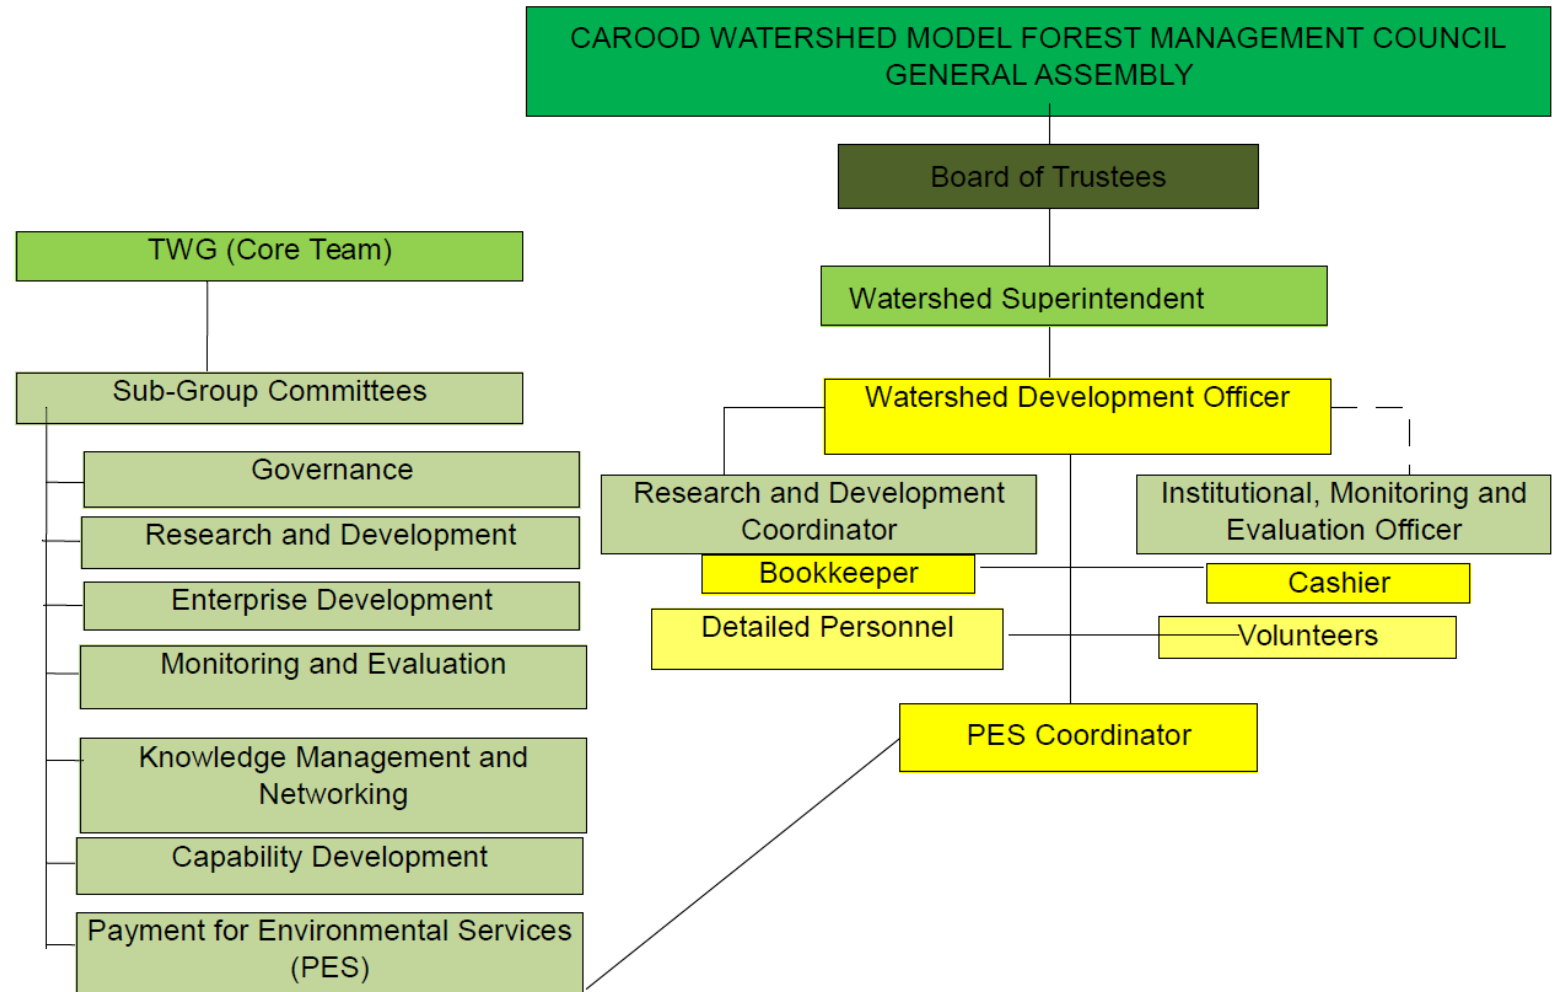 CAROOD WATERSHED MODEL FOREST MANAGEMENT COUNCIL
GENERAL ASSEMBLY
Board of Trustees
TWG (Core Team)
Watershed Superintendent
Sub-Group Committees
Watershed Development Officer
Governance
Research and Development
Enterprise Development
Monitoring and Evaluation
Knowledge Management and
Networking
Capability Development
Payment for Environmental Services
(PES)
Research and Development
Coordinator
Institutional, Monitoring and
Evaluation Officer
Bookkeeper
Cashier
Detailed Personnel
Volunteers
PES Coordinator